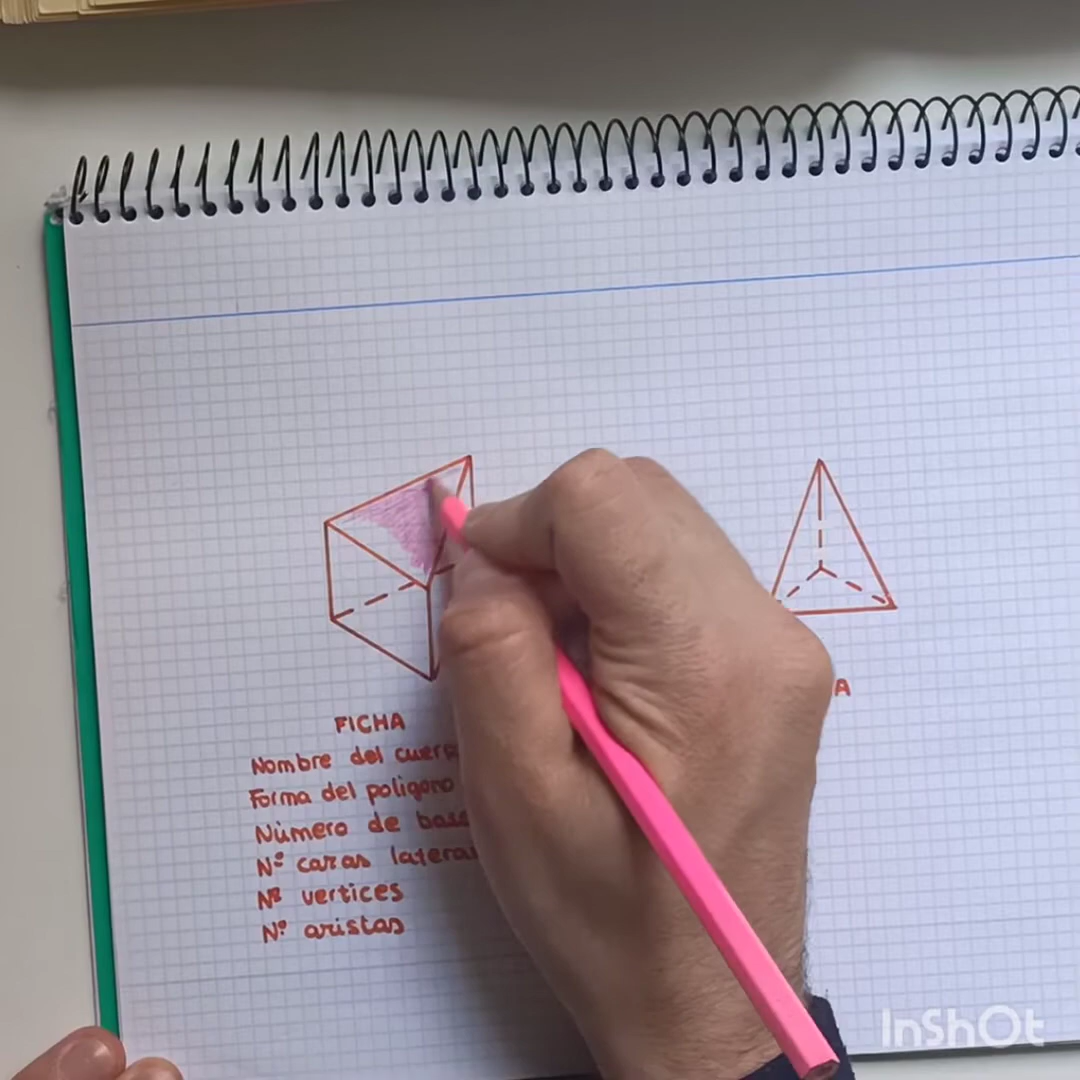 FICHA
Nombre del
Forma del poligono
Número de
Nº caras
Nº vertices
Nº aristas
InShOt